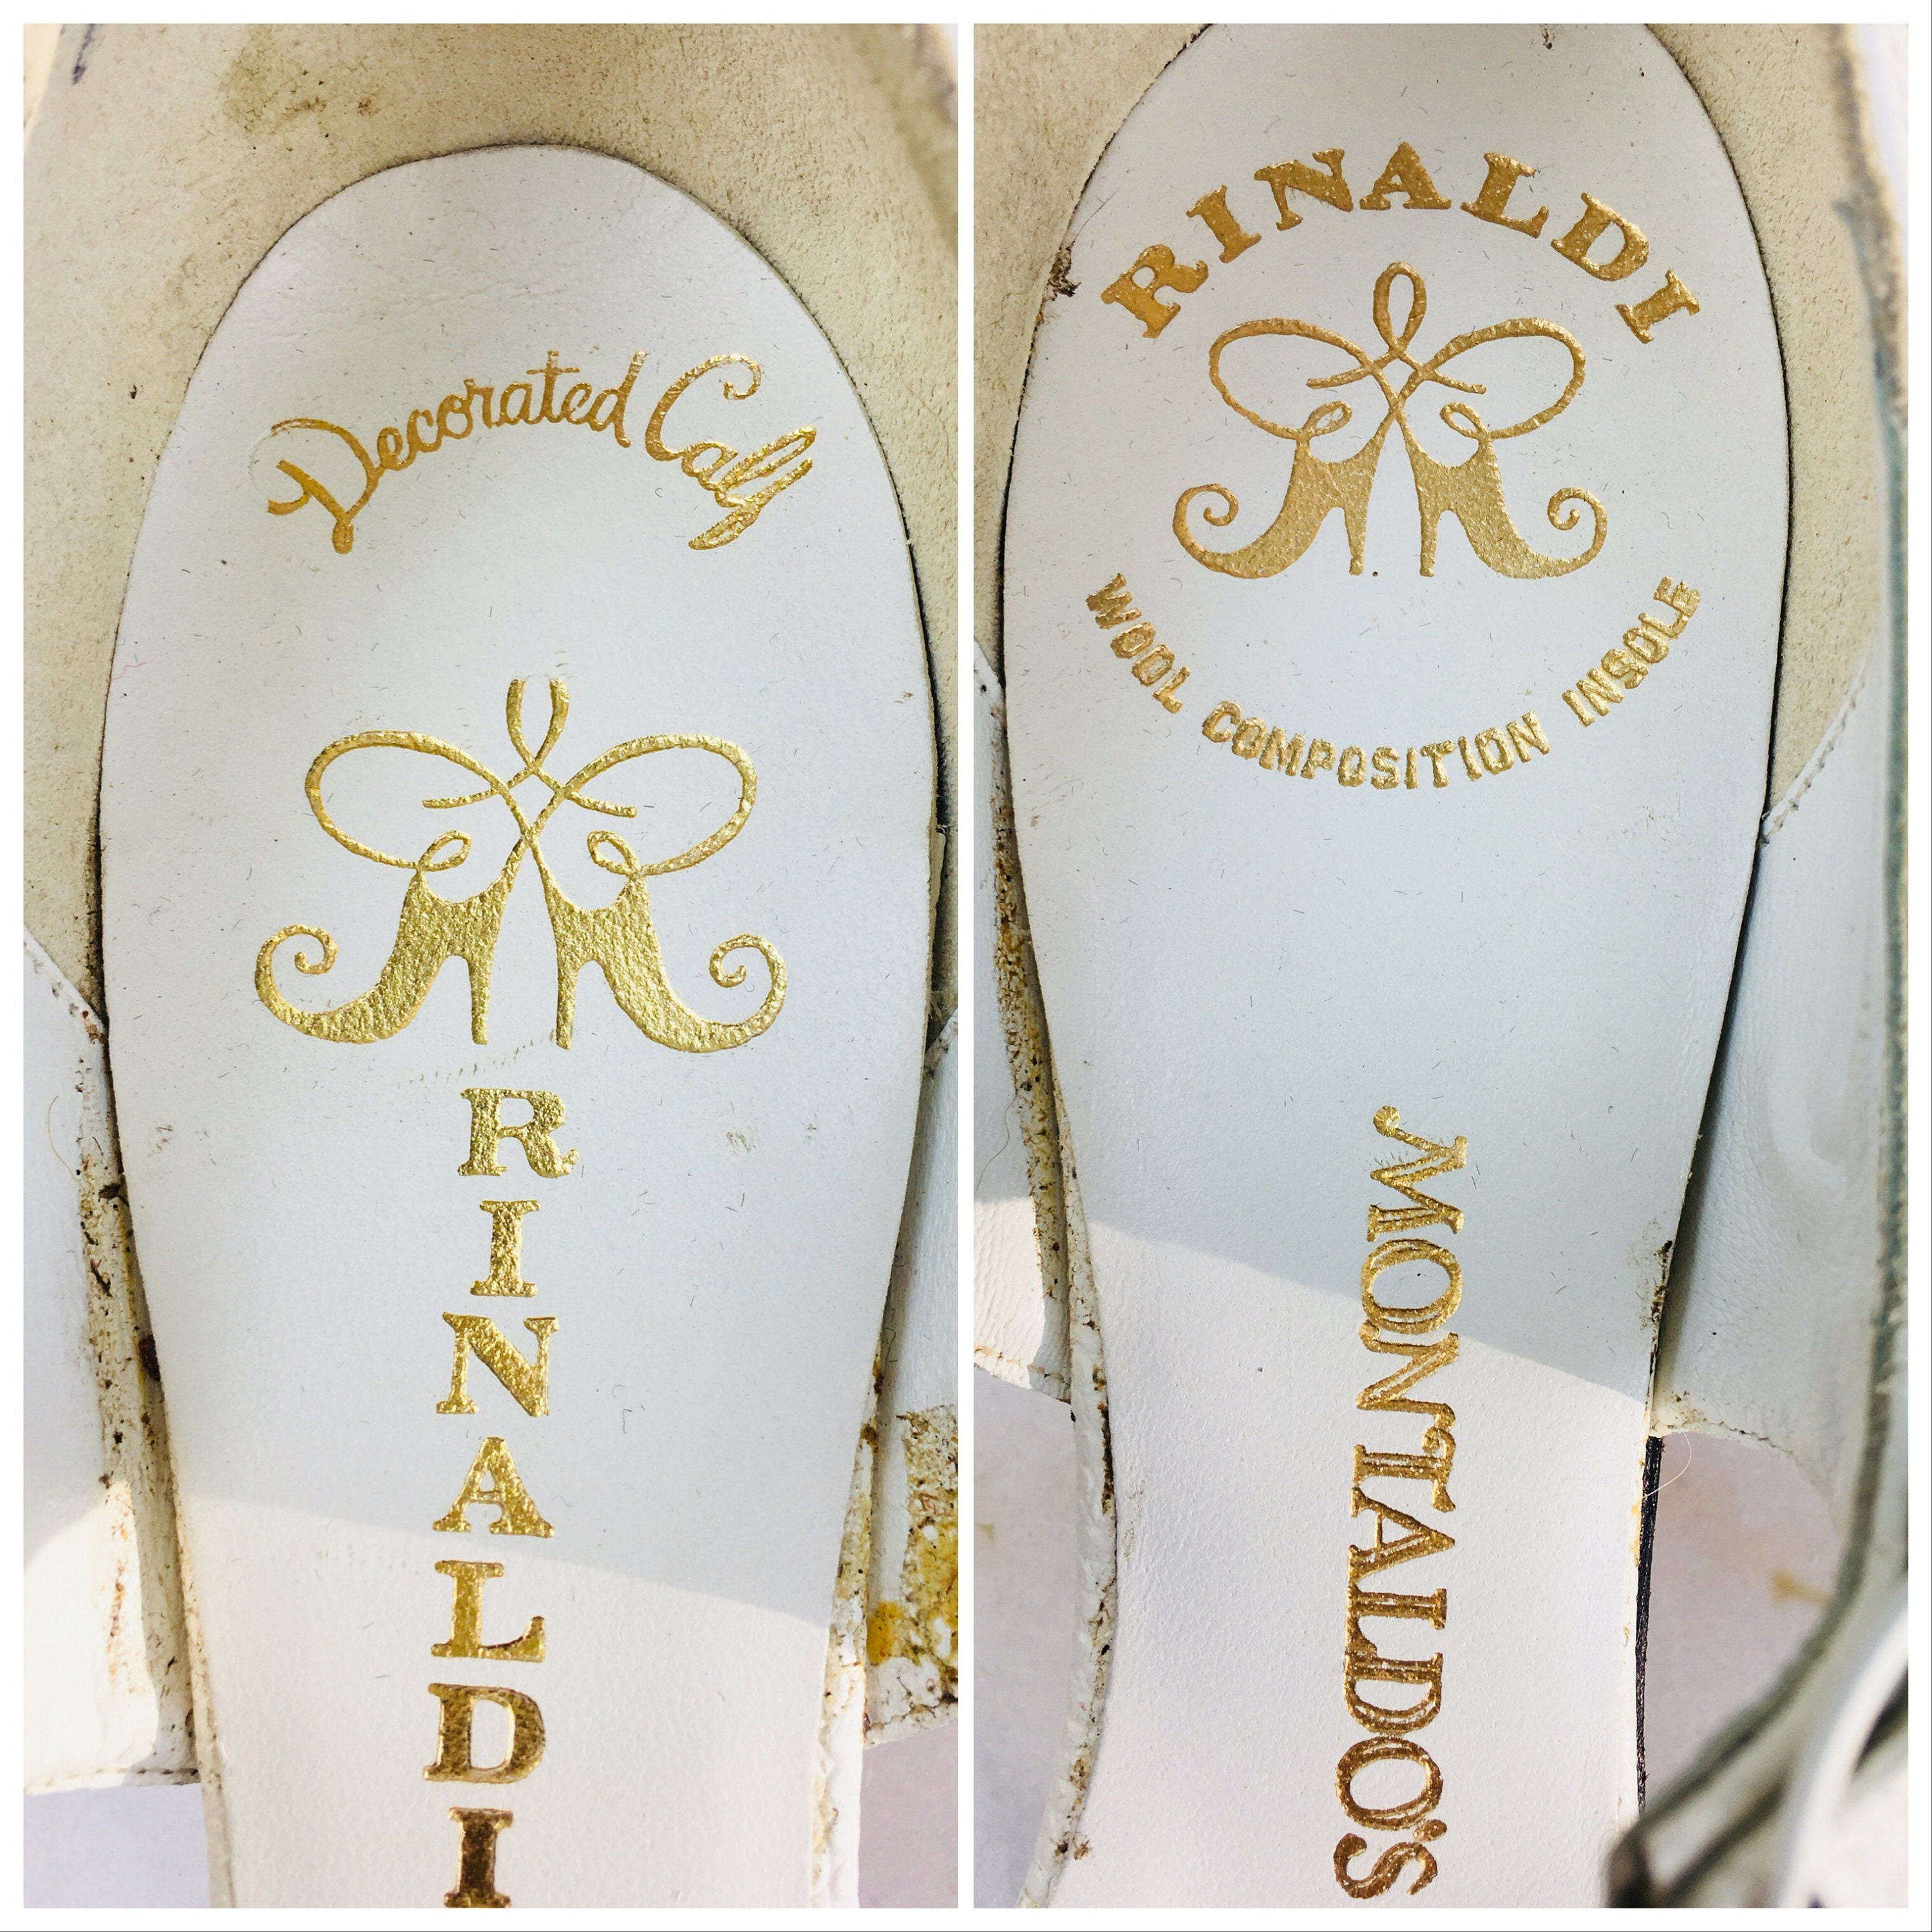 Decorated Calf
RINALDI
RINALDI
WOOL COMPOSITION INSOLE
MONTALDO'S